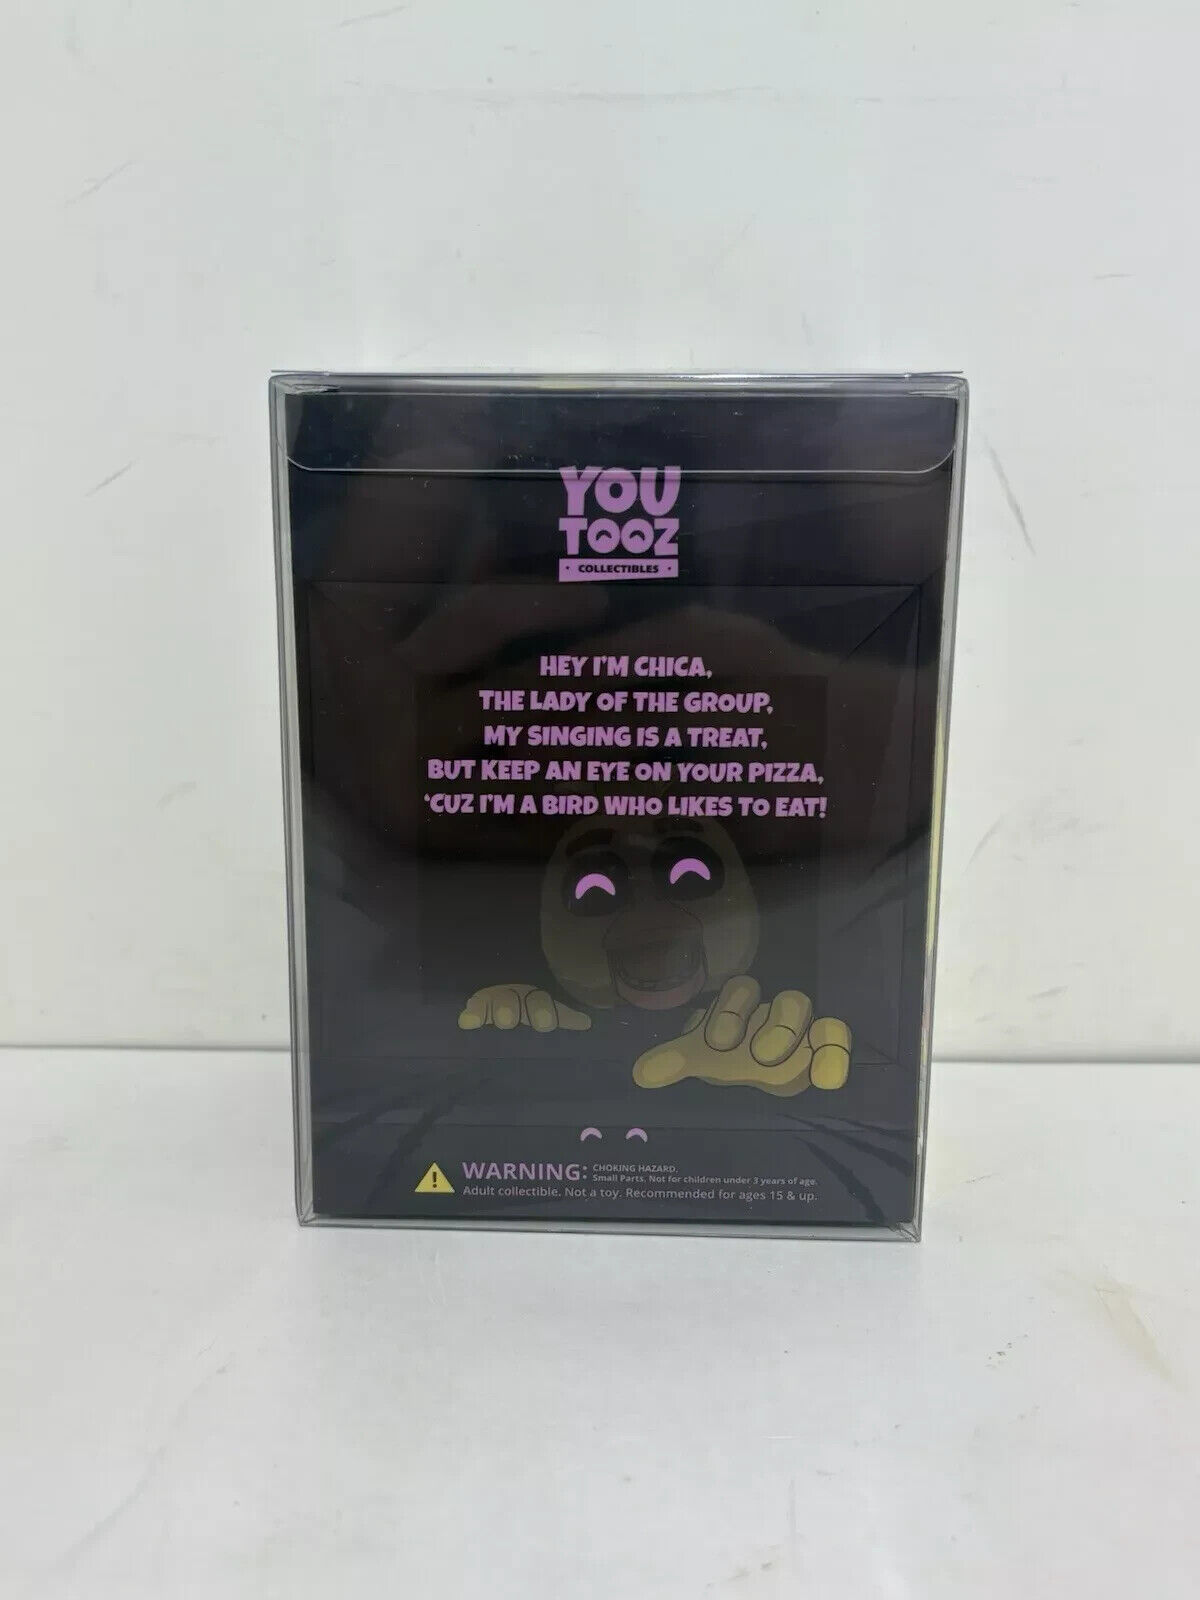 YOU
TOOZ
• COLLECTIBLES •
HEY I'M CHICA,
THE LADY OF THE GROUP,
MY SINGING IS A TREAT,
BUT KEEP AN EYE ON YOUR PIZZA,
'CUZ I'M A BIRD WHO LIKES TO EAT!
WARNING: CHOKING HAZARD.
Small Parts. Not for children under 3 years of age.
Adult collectible. Not a toy. Recommended for ages 15 & up.